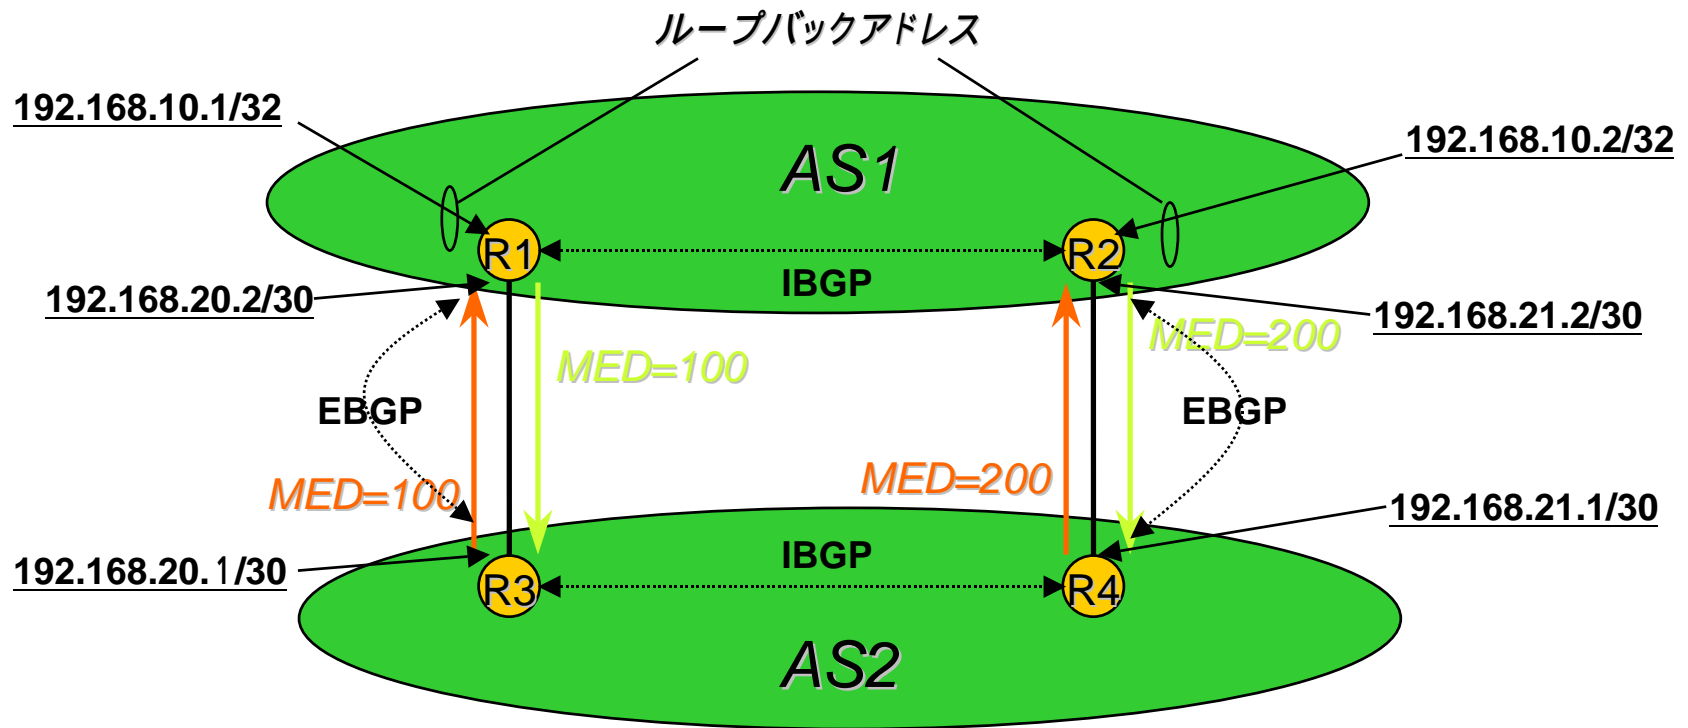 ループバックアドレス
192.168.10.1/32
192.168.10.2/32
AS1
R1
R2
IBGP
192.168.20.2/30
192.168.21.2/30
MED=200
MED=100
EBGP
EBGP
MED=200
MED=100
192.168.21.1/30
IBGP
192.168.20.1/30
R3
R4
AS2